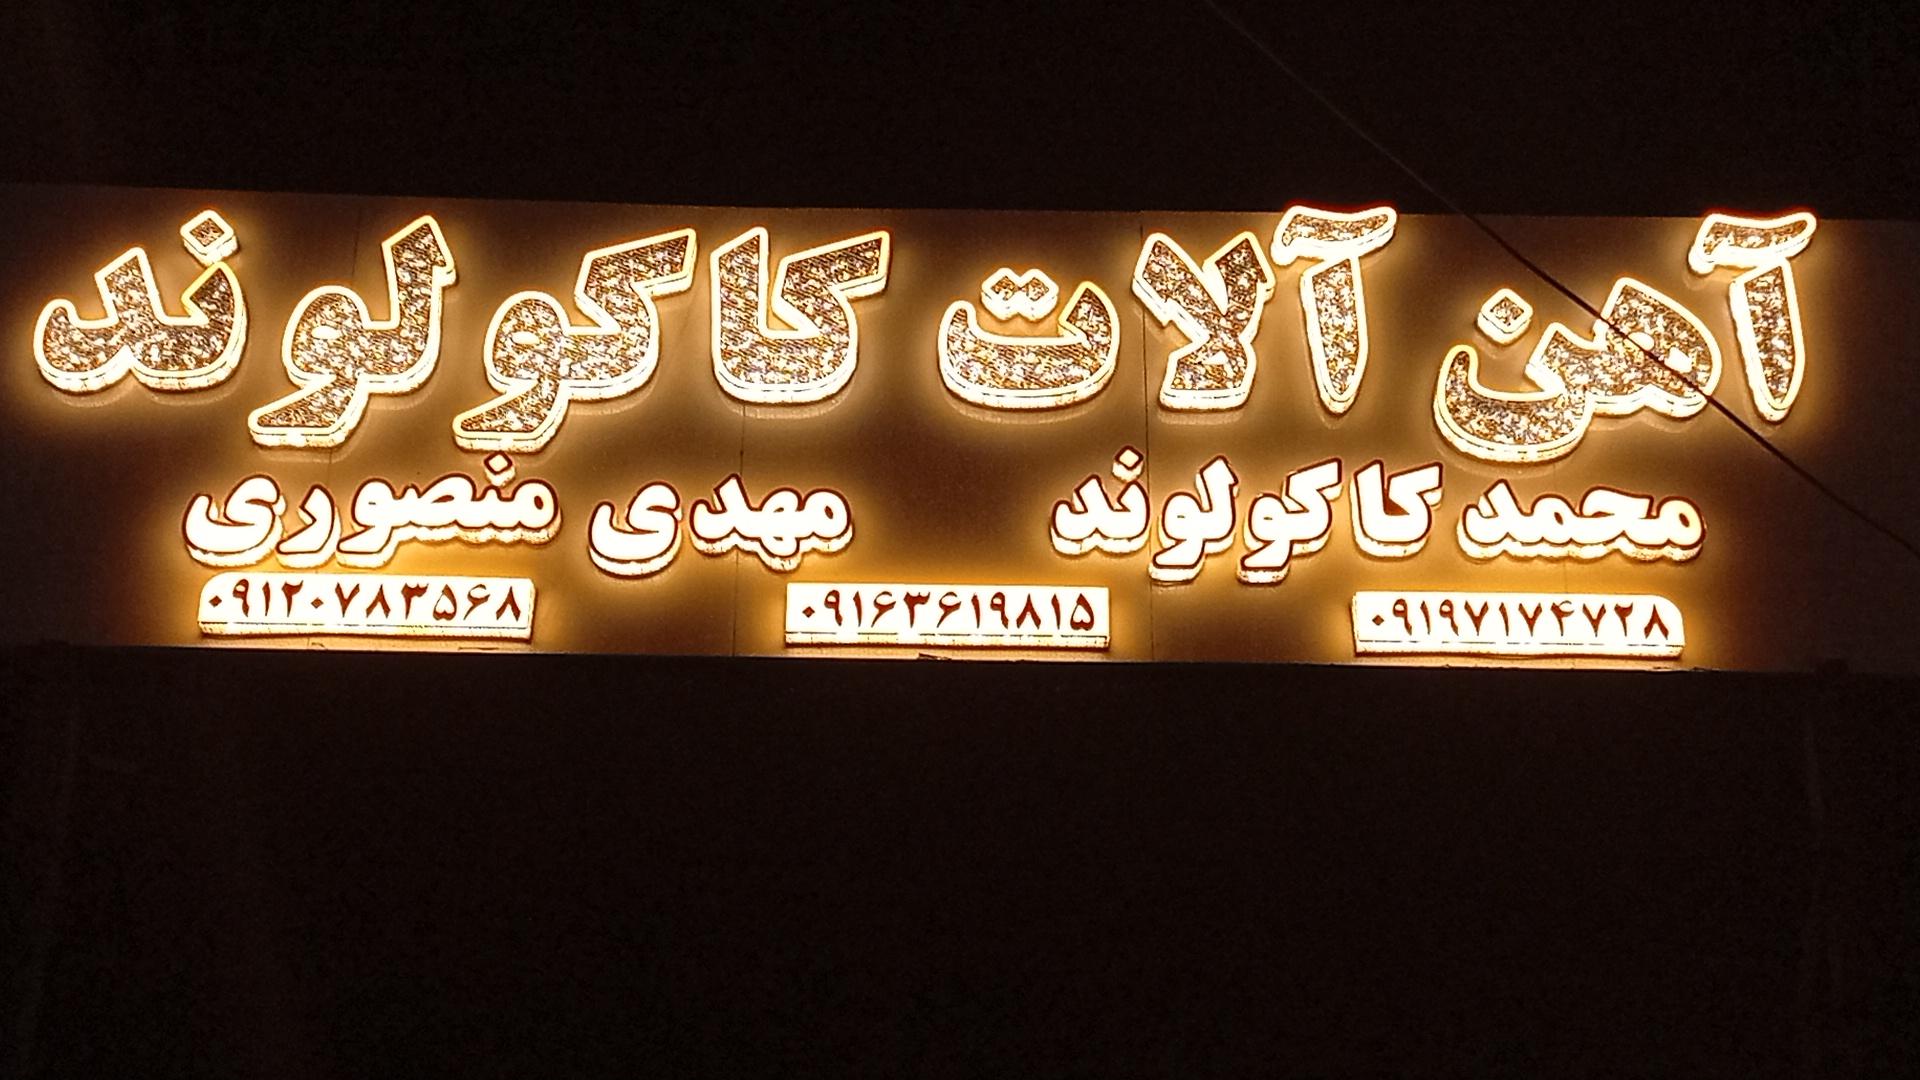 آهن آلات کاکولوند
محمد کاکولوند مهدی منصوری
۰۹۱۹۷۱۷۴۷۲۸ ۰۹۱۶۳۶۱۹۸۱۵ ۰۹۱۲۰۷۸۳۵۶۸